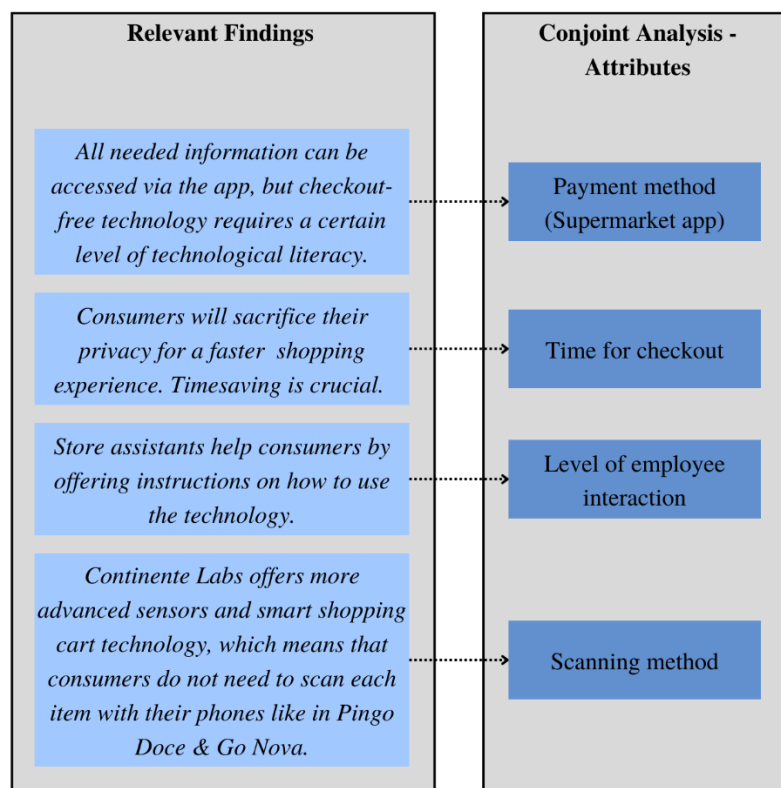 Relevant Findings
Conjoint Analysis -
Attributes
All needed information can be
accessed via the app, but checkout-
free technology requires a certain
level of technological literacy.
Payment method
(Supermarket app)
Consumers will sacrifice their
privacy for a faster shopping
experience. Timesaving is crucial.
Time for checkout
Store assistants help consumers by
offering instructions on how to use
the technology.
Level of employee
interaction
Continente Labs offers more
advanced sensors and smart shopping
cart technology, which means that
consumers do not need to scan each
item with their phones like in Pingo
Doce & Go Nova.
Scanning method